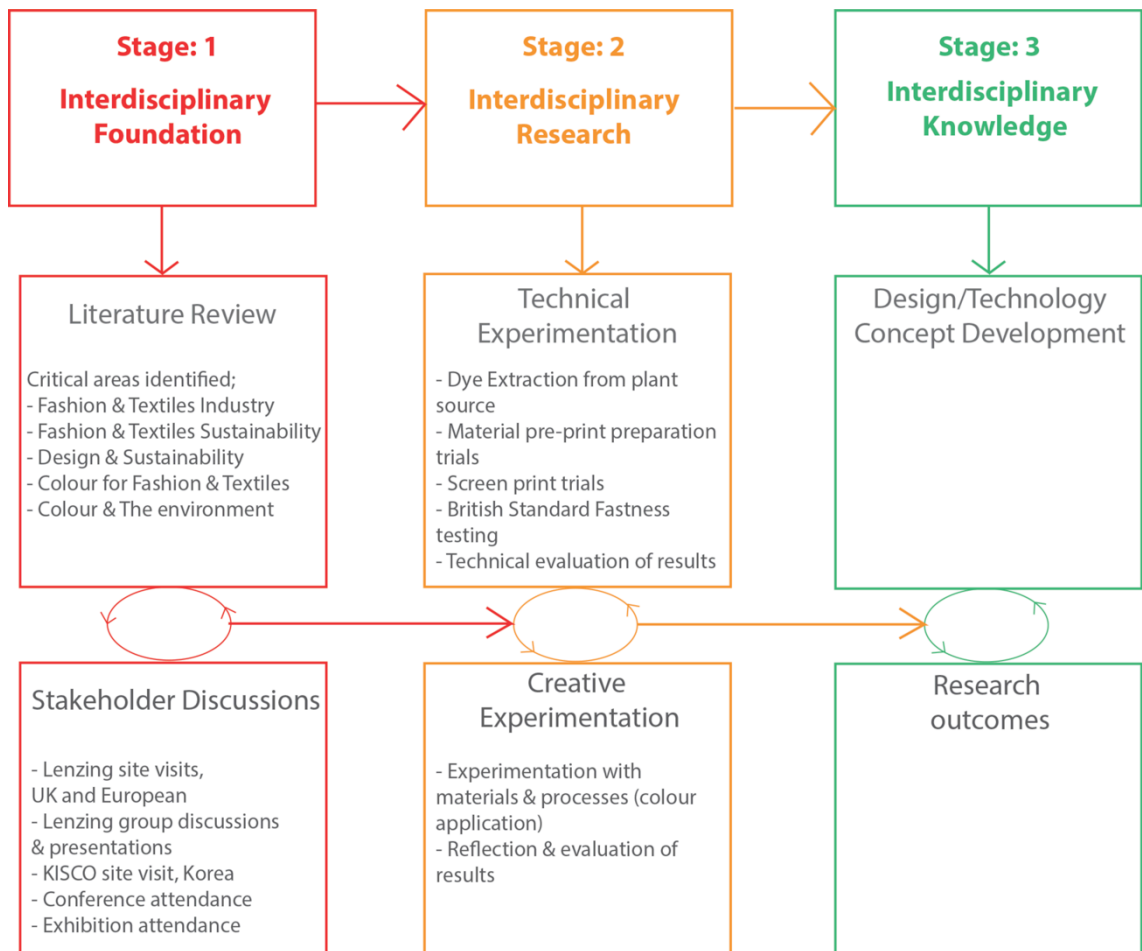 Stage: 1
Interdisciplinary
Foundation
Stage: 2
Interdisciplinary
Research
Stage: 3
Interdisciplinary
Knowledge
Literature Review
Critical areas identified;
- Fashion & Textiles Industry
- Fashion & Textiles Sustainability
- Design & Sustainability
- Colour for Fashion & Textiles
- Colour & The environment
Technical
Experimentation
- Dye Extraction from plant
source
- Material pre-print preparation
trials
- Screen print trials
- British Standard Fastness
testing
- Technical evaluation of results
Design/Technology
Concept Development
Stakeholder Discussions
- Lenzing site visits,
UK and European
- Lenzing group discussions
& presentations
- KISCO site visit, Korea
- Conference attendance
- Exhibition attendance
Creative
Experimentation
- Experimentation with
materials & processes (colour
application)
- Reflection & evaluation of
results
Research
outcomes